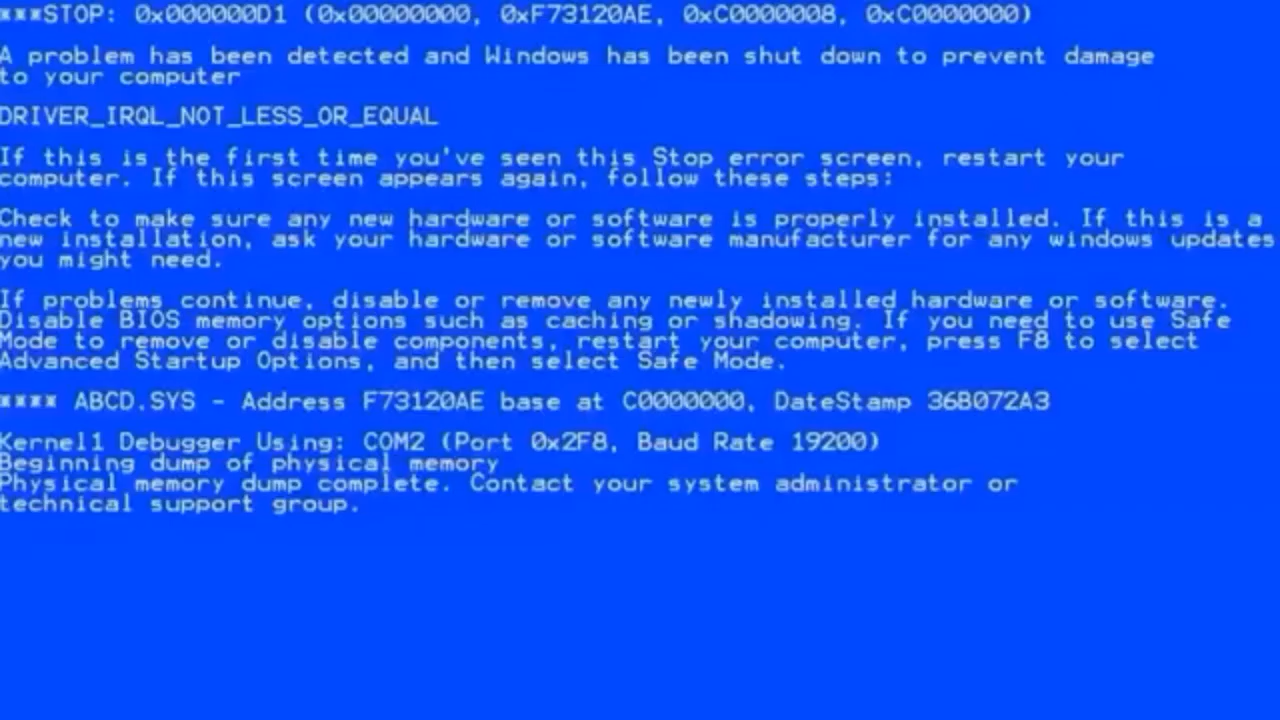 ***STOP: 0x000000D1 (0x00000000, 0xF73120AE, 0xC0000008, 0xC0000000)
A problem has been detected and Windows has been shut down to prevent damage
to your computer
DRIVER_IRQL_NOT_LESS_OR_EQUAL
If this is the first time you've seen this Stop error screen, restart your
computer. If this screen appears again, follow these steps:
Check to make sure any new hardware or software is properly installed. If this is a
new installation, ask your hardware or software manufacturer for any windows updates
you might need.
If problems continue, disable or remove any newly installed hardware or software.
Disable BIOS memory options such as caching or shadowing. If you need to use Safe
Mode to remove or disable components, restart your computer, press F8 to select
Advanced Startup Options, and then select Safe Mode.
**** ABCD.SYS - Address F73120AE base at C0000000, DateStamp 36B072A3
Kernel1 Debugger Using: COM2 (Port 0x2F8, Baud Rate 19200)
Beginning dump of physical memory
Physical memory dump complete. Contact your system administrator or
technical support group.